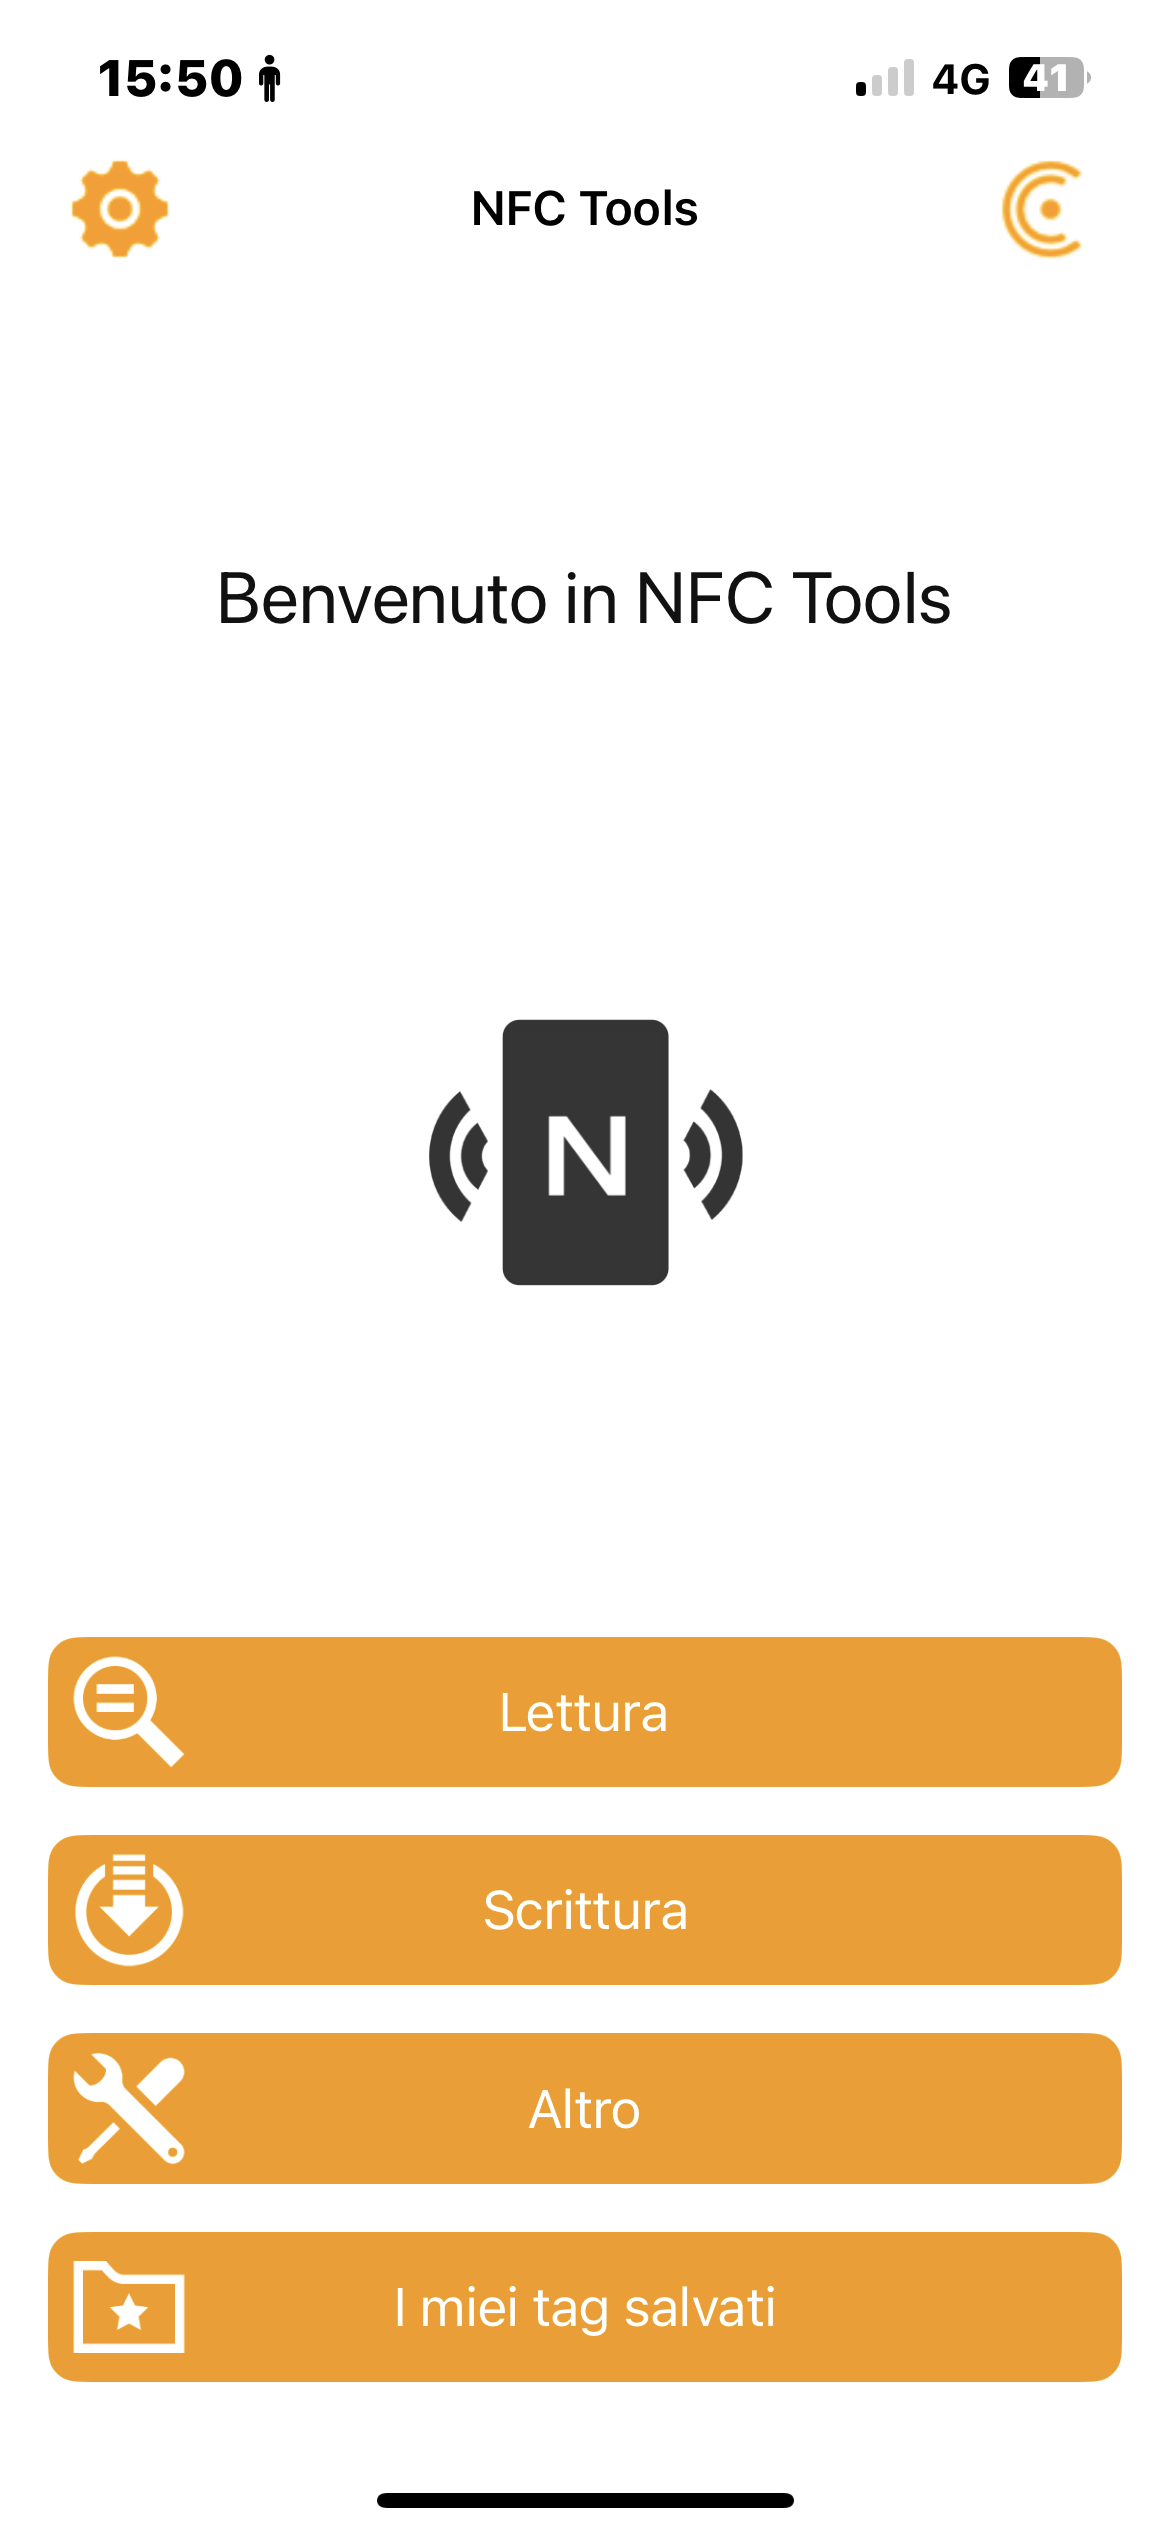 15:50 4G 41
NFC Tools
Benvenuto in NFC Tools
N
Lettura
Scrittura
Altro
I miei tag salvati